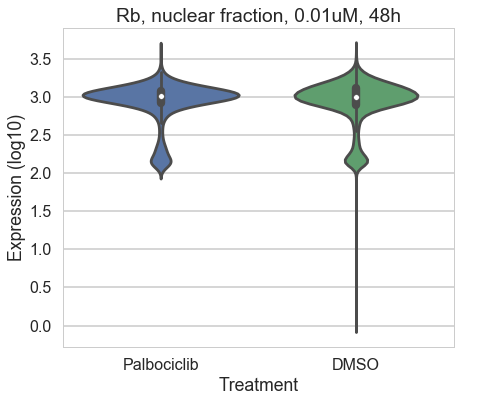 Rb, nuclear fraction, 0.01uM, 48h
Expression (log10)
3.5
3.0
2.5
2.0
1.5
1.0
0.5
0.0
Palbociclib DMSO
Treatment